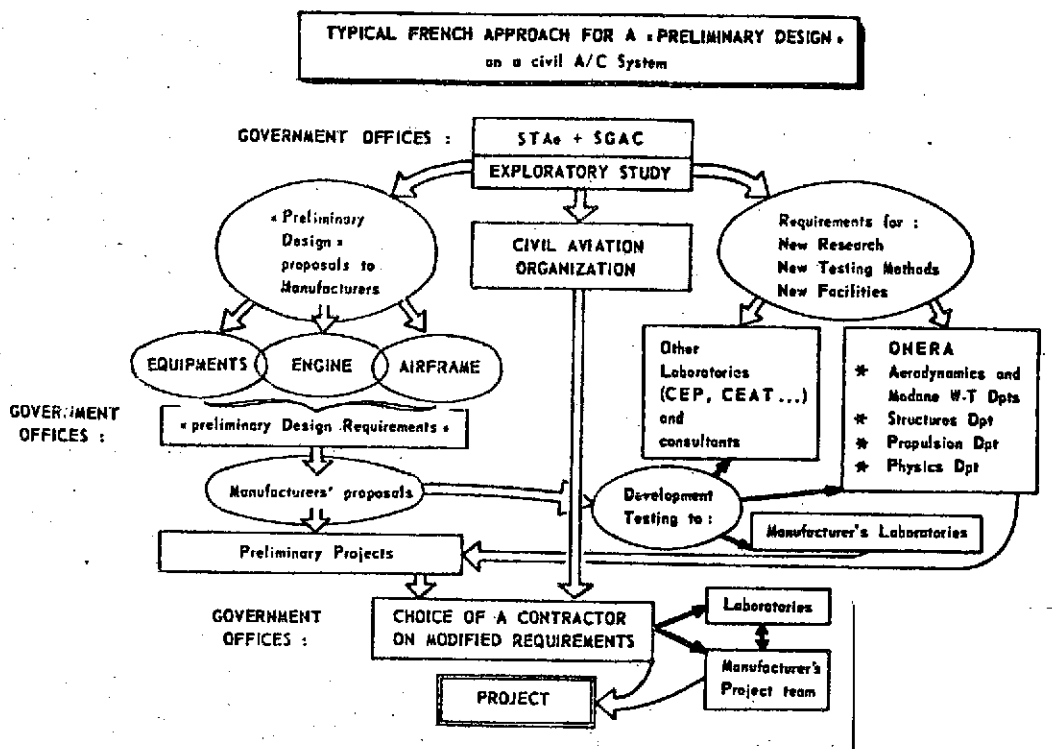 TYPICAL FRENCH APPROACH FOR A «PRELIMINARY DESIGN»
on a civil A/C System
GOVERNMENT OFFICES :
STAe + SGAC
EXPLORATORY STUDY
« Preliminary
Design »
proposals to
Manufacturers
CIVIL AVIATION
ORGANIZATION
Requirements for :
New Research
New Testing Methods
New Facilities
EQUIPMENTS
ENGINE
AIRFRAME
Other
Laboratories
(CEP, CEAT ...)
and
consultants
ONERA
* Aerodynamics and
Modane W-T Dpts
* Structures Dpt
* Propulsion Dpt
* Physics Dpt
GOVERNMENT
OFFICES :
« preliminary Design Requirements »
Manufacturers' proposals
Development
Testing to :
Manufacturer's Laboratories
Preliminary Projects
GOVERNMENT
OFFICES :
CHOICE OF A CONTRACTOR
ON MODIFIED REQUIREMENTS
Laboratories
Manufacturer's
Project team
PROJECT